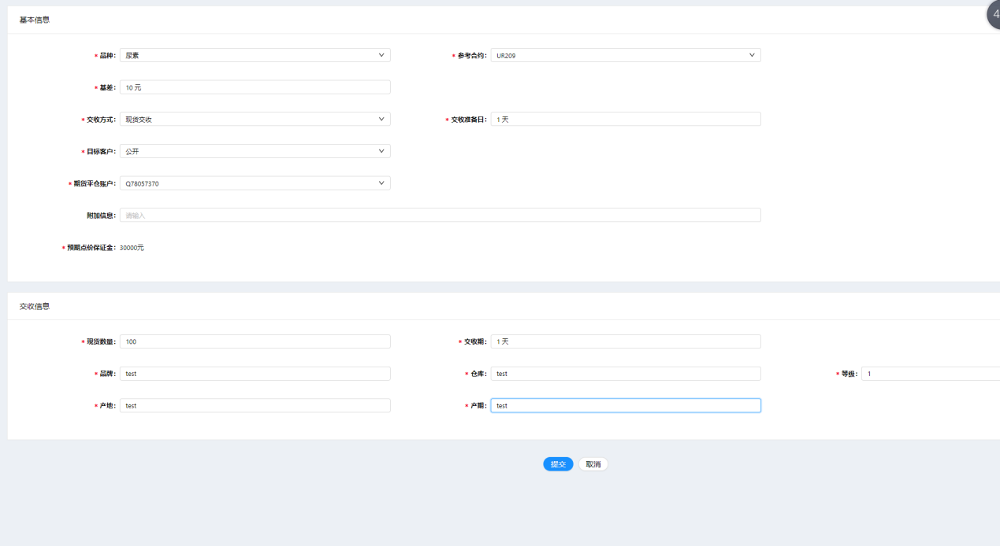 基本信息
4
* 品种： 尿素 * 参考合约： UR209
* 基差： 10 元
* 交收方式： 现货交收 * 交收准备日： 1 天
* 目标客户： 公开
* 期货平仓账户： Q78057370
附加信息： 请输入
* 预期点价保证金： 30000元
交收信息
* 现货数量： 100 * 交收期： 1 天
* 品牌： test * 仓库： test * 等级： 1
* 产地： test * 产期： test
提交 取消